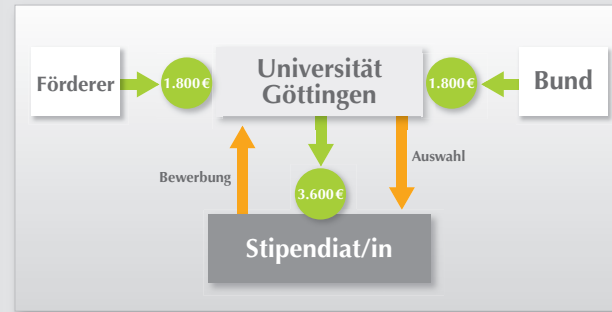 Förderer
1.800 €
Universität
Göttingen
1.800 €
Bund
Bewerbung
Auswahl
3.600 €
Stipendiat/in